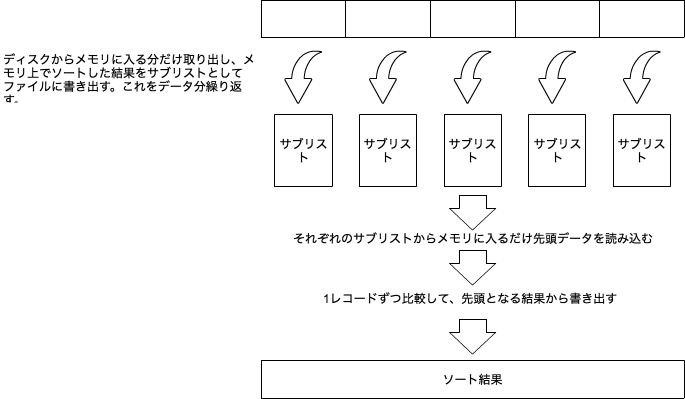 ディスクからメモリに入る分だけ取り出し、メ
モリ上でソートした結果をサブリストとして
ファイルに書き出す。これをデータ分繰り返
す。
サブリス
ト
サブリス
ト
サブリス
ト
サブリス
ト
サブリス
ト
それぞれのサブリストからメモリに入るだけ先頭データを読み込む
1レコードずつ比較して、先頭となる結果から書き出す
ソート結果